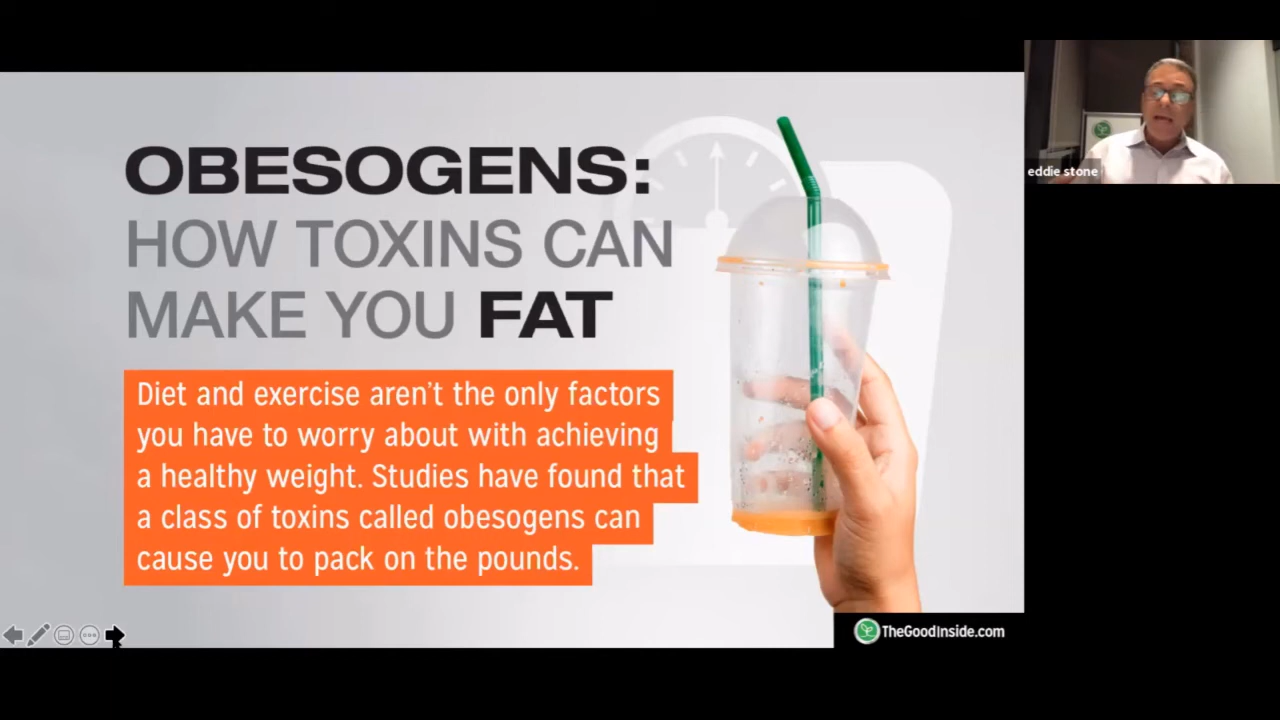 OBESOGENS:
HOW TOXINS CAN
MAKE YOU FAT
Diet and exercise aren't the only factors
you have to worry about with achieving
a healthy weight. Studies have found that
a class of toxins called obesogens can
cause you to pack on the pounds.
TheGoodInside.com
eddie stone